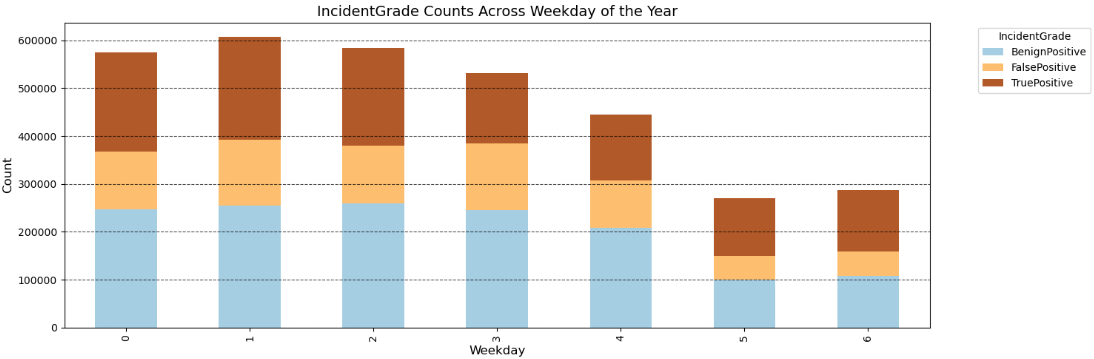 IncidentGrade Counts Across Weekday of the Year
IncidentGrade
BenignPositive
FalsePositive
TruePositive
Count
600000
500000
400000
300000
200000
100000
0
0
1
2
3
4
5
6
Weekday